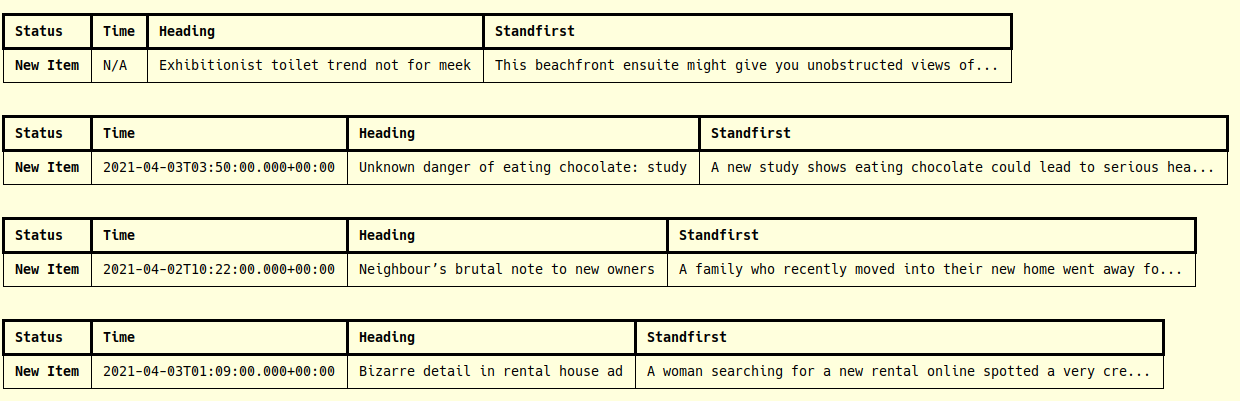 Status Time Heading Standfirst
New Item N/A Exhibitionist toilet trend not for meek This beachfront ensuite might give you unobstructed views of...
Status Time Heading Standfirst
New Item 2021-04-03T03:50:00.000+00:00 Unknown danger of eating chocolate: study A new study shows eating chocolate could lead to serious hea...
Status Time Heading Standfirst
New Item 2021-04-02T10:22:00.000+00:00 Neighbour’s brutal note to new owners A family who recently moved into their new home went away fo...
Status Time Heading Standfirst
New Item 2021-04-03T01:09:00.000+00:00 Bizarre detail in rental house ad A woman searching for a new rental online spotted a very cre...